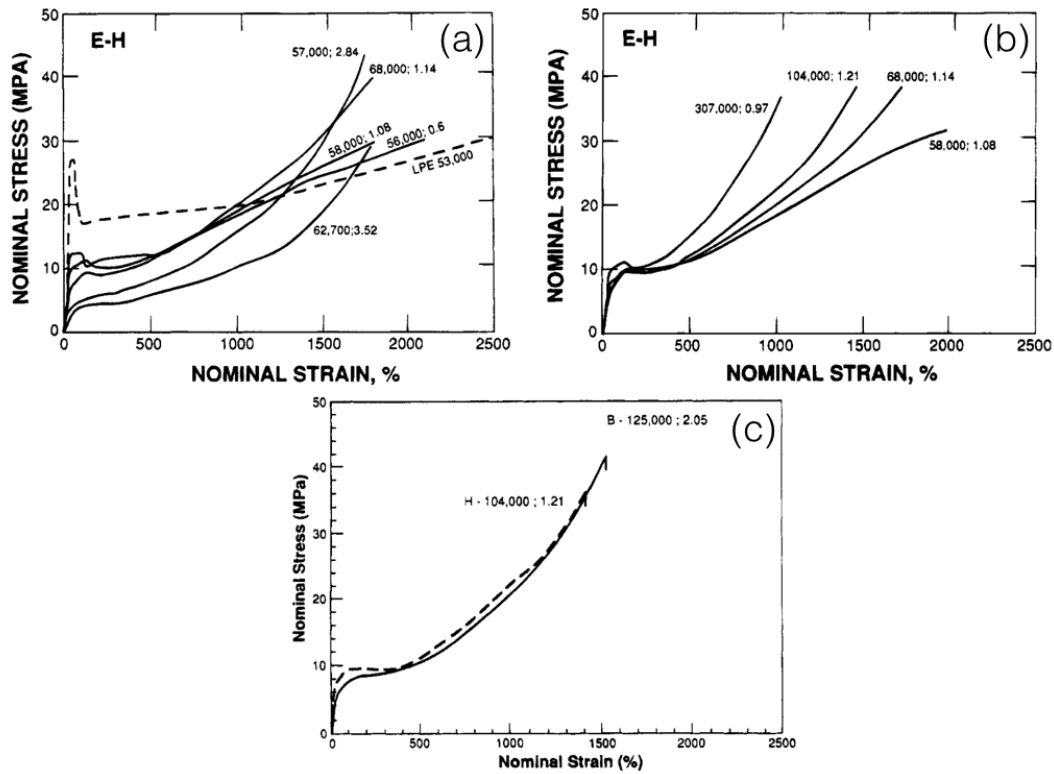 E-H
(a)
NOMINAL STRESS (MPA)
50
40
30
20
10
0
57,000; 2.84
68,000; 1.14
58,000; 1.08
56,000; 0.6
LPE 53,000
62,700;3.52
0 500 1000 1500 2000 2500
NOMINAL STRAIN, %
E-H
(b)
NOMINAL STRESS (MPA)
50
40
30
20
10
0
104,000; 1.21
68,000; 1.14
307,000; 0.97
58,000; 1.08
0 500 1000 1500 2000 2500
NOMINAL STRAIN, %
(c)
Nominal Stress (MPa)
50
40
30
20
10
0
B - 125,000 ; 2.05
H - 104,000 ; 1.21
0 500 1000 1500 2000 2500
Nominal Strain (%)